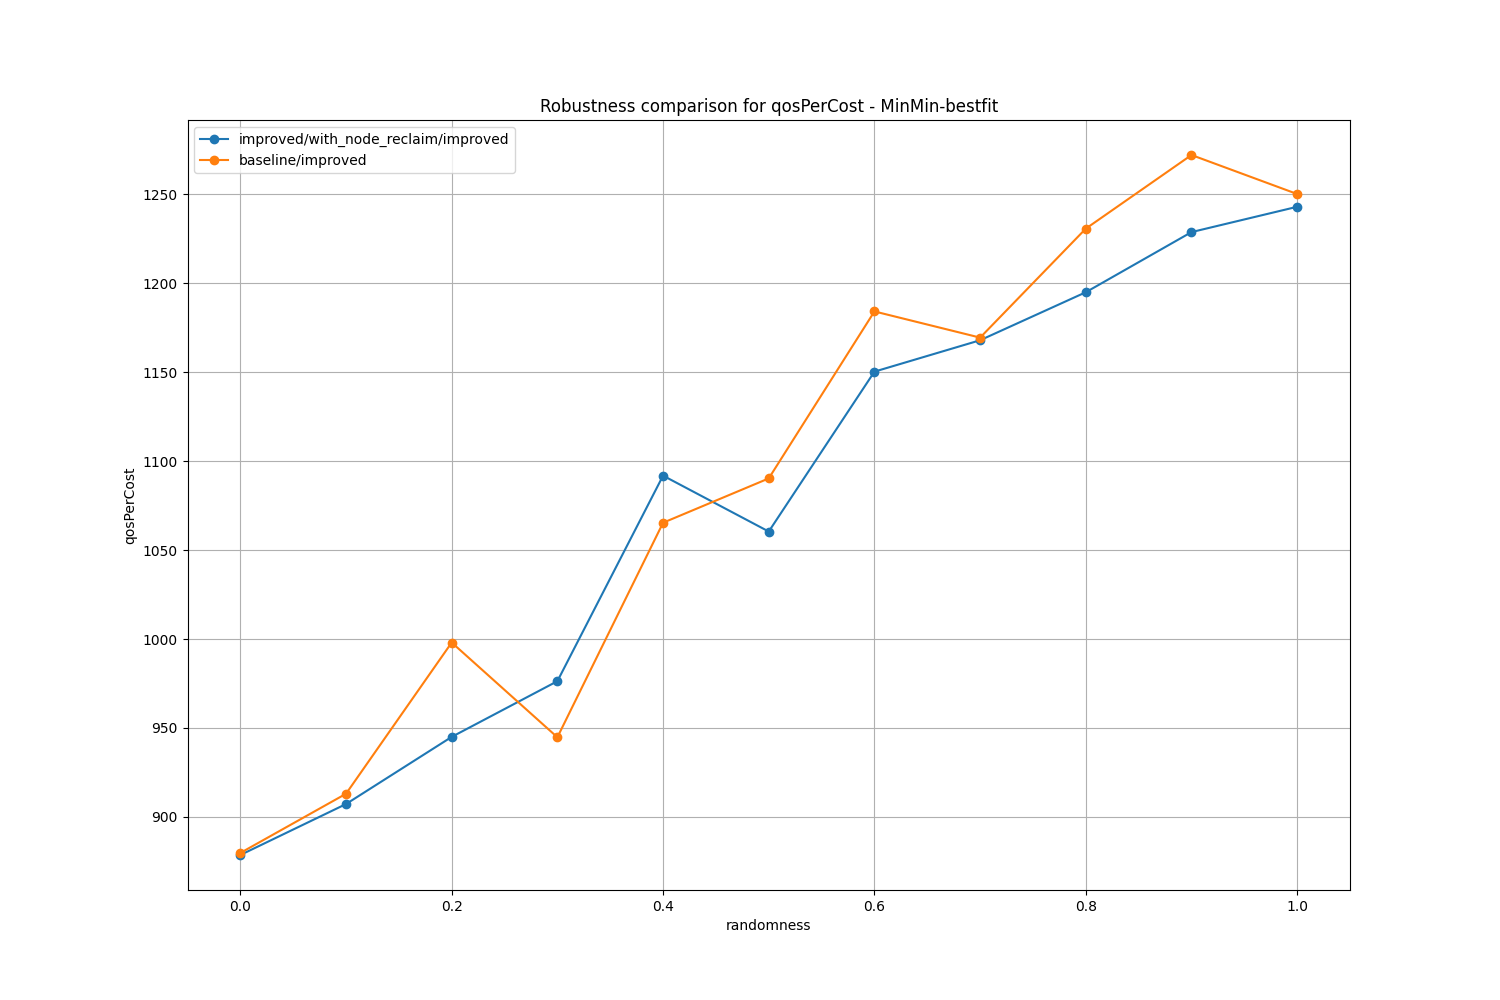 Robustness comparison for qosPerCost - MinMin-bestfit
improved/with_node_reclaim/improved
baseline/improved
1250
1200
1150
1100
1050
1000
950
900
qosPerCost
0.0
0.2
0.4
0.6
0.8
1.0
randomness